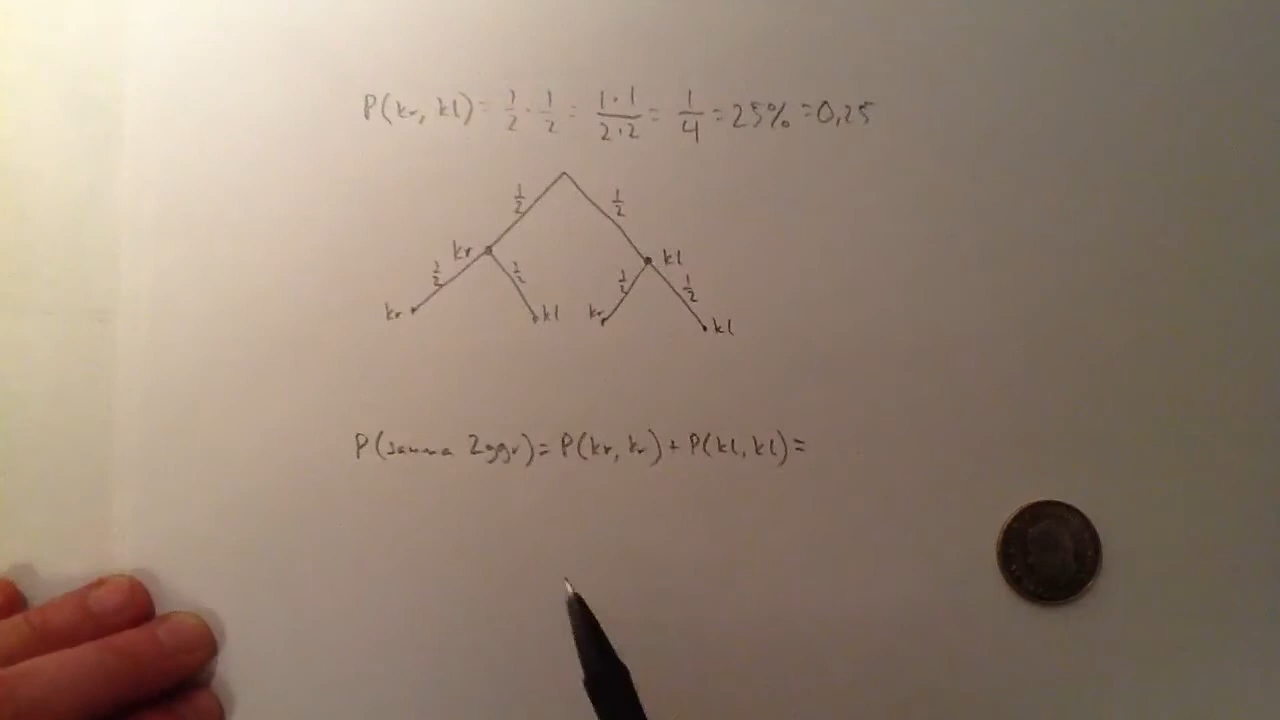 P(kr, kl) = 1/2 · 1/2 = 1·1/2·2 = 1/4 = 25% = 0,25
1/2 1/2
kr kl
1/2 1/2 1/2 1/2
kr kl kr kl
P(samma 2ggr) = P(kr, kr) + P(kl, kl) =